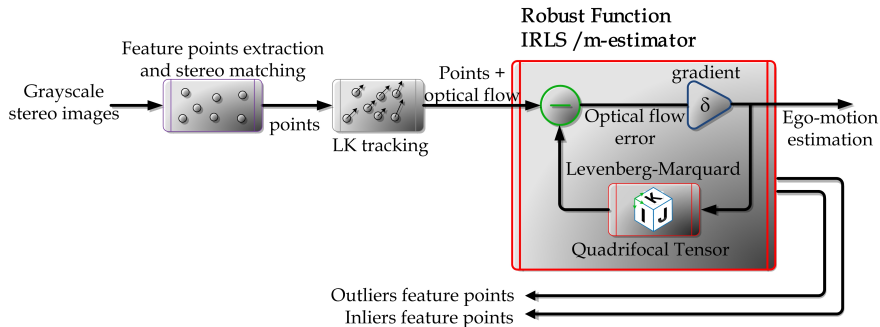 Robust Function
IRLS /m-estimator
Feature points extraction
and stereo matching
Grayscale
stereo images
points
LK tracking
Points +
optical flow
gradient
δ
Optical flow
error
Ego-motion
estimation
Levenberg-Marquard
I K J
Quadrifocal Tensor
Outliers feature points
Inliers feature points